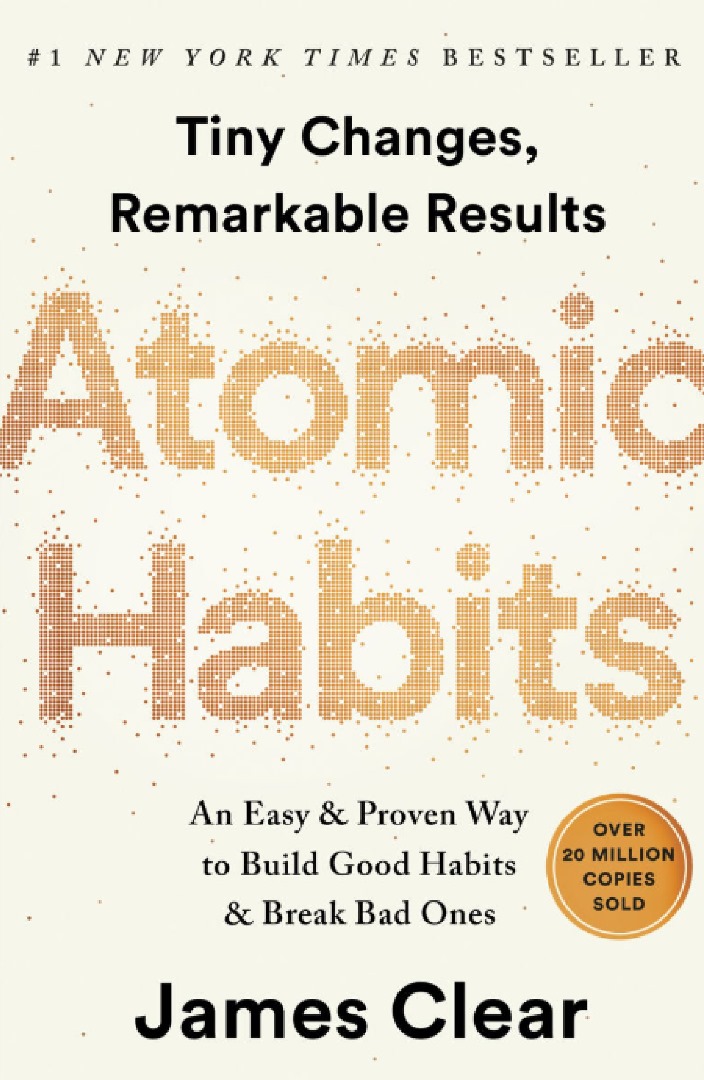 #1 NEW YORK TIMES BESTSELLER
Tiny Changes,
Remarkable Results
Atomic
Habits
An Easy & Proven Way
to Build Good Habits
& Break Bad Ones
OVER
20 MILLION
COPIES
SOLD
James Clear